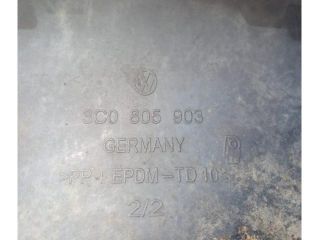 3C0 805 903
GERMANY
>PP+EPDM-TD10<
2/2